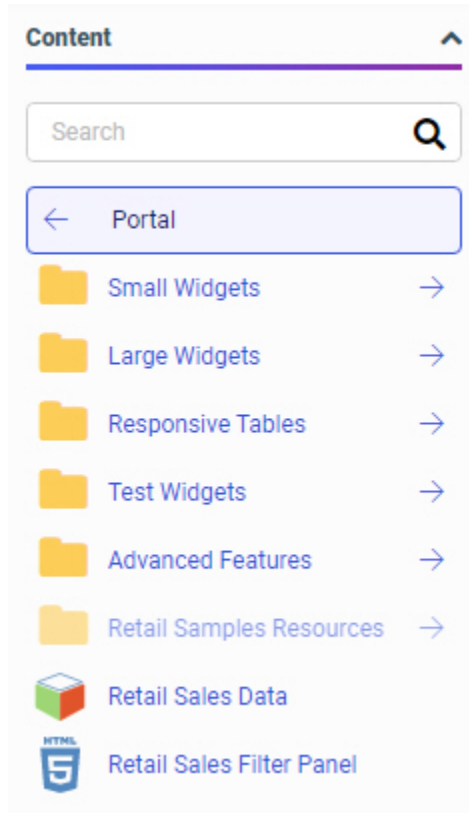 Content
Search
Portal
Small Widgets
Large Widgets
Responsive Tables
Test Widgets
Advanced Features
Retail Samples Resources
Retail Sales Data
HTML
5
Retail Sales Filter Panel